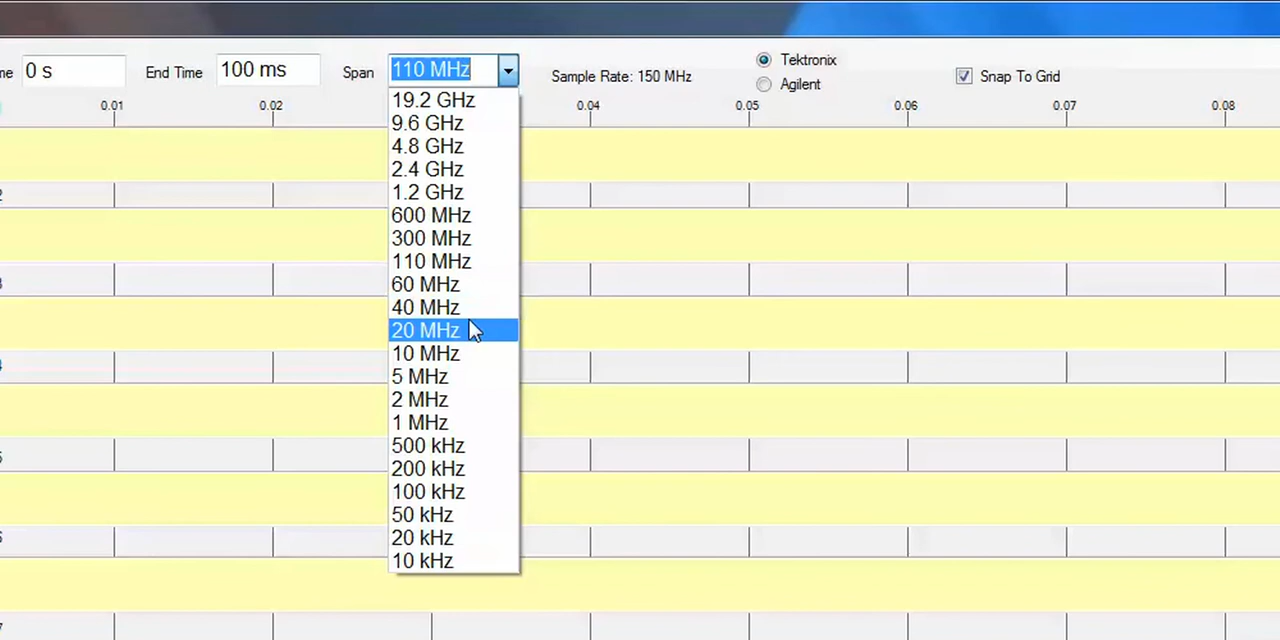 me 0 s End Time 100 ms Span 110 MHz Sample Rate: 150 MHz Tektronix Snap To Grid
Agilent
0.01 0.02 0.04 0.05 0.06 0.07 0.08
19.2 GHz
9.6 GHz
4.8 GHz
2.4 GHz
1.2 GHz
600 MHz
300 MHz
110 MHz
60 MHz
40 MHz
20 MHz
10 MHz
5 MHz
2 MHz
1 MHz
500 kHz
200 kHz
100 kHz
50 kHz
20 kHz
10 kHz